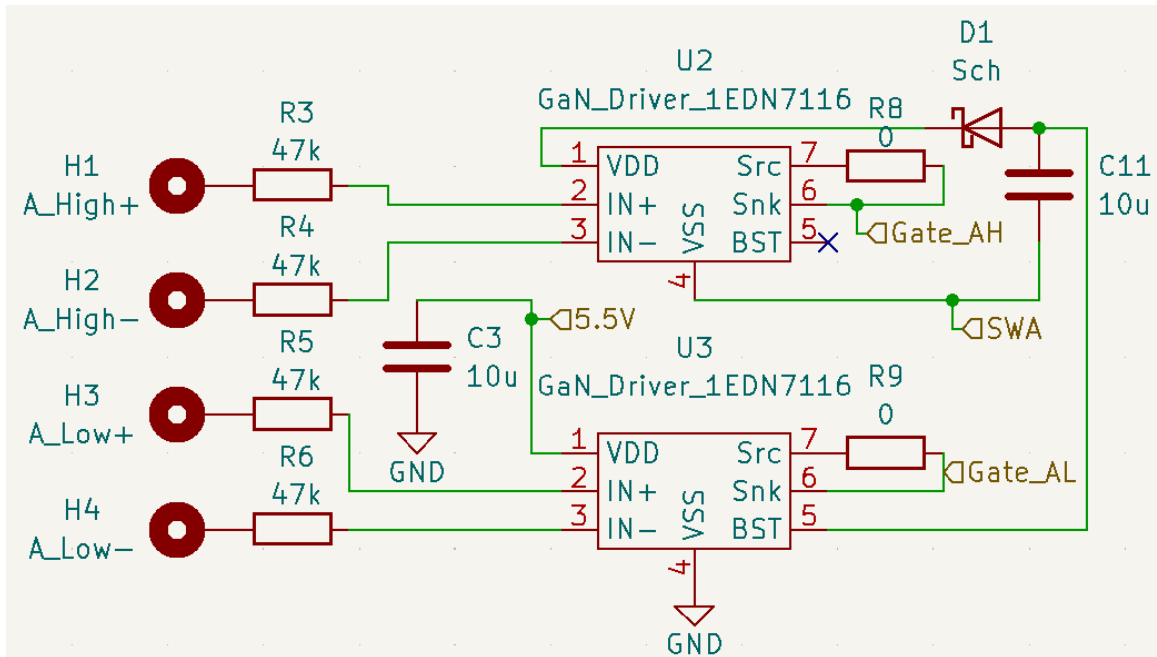 D1
Sch
U2
GaN_Driver_1EDN7116
R8
0
R3
47k
H1
A_High+
1
VDD
Src
7
2
IN+
Snk
6
3
IN-
BST
5
VSS
4
C11
10u
Gate_AH
R4
47k
H2
A_High-
5.5V
SWA
C3
10u
GND
R5
47k
U3
GaN_Driver_1EDN7116
R9
0
H3
A_Low+
1
VDD
Src
7
2
IN+
Snk
6
3
IN-
BST
5
VSS
4
Gate_AL
R6
47k
H4
A_Low-
GND